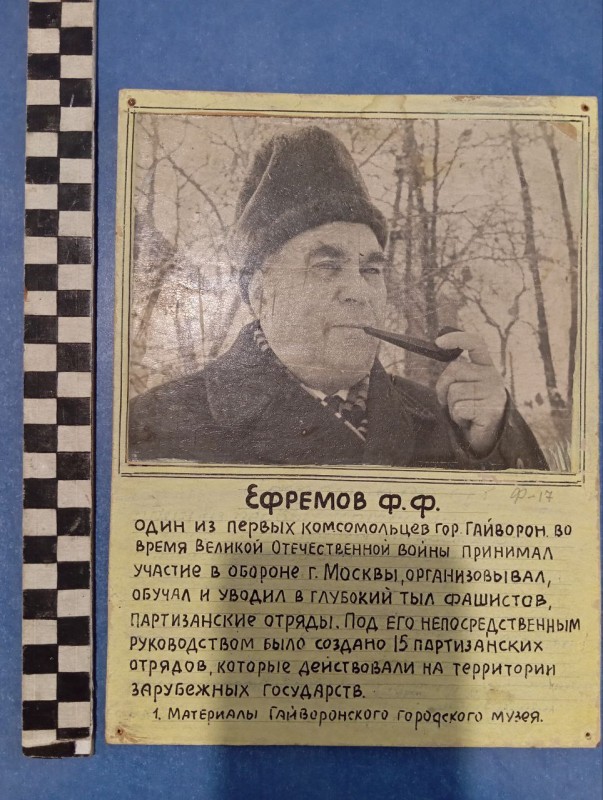 Ф-17
ЕФРЕМОВ Ф.Ф.
ОДИН ИЗ ПЕРВЫХ КОМСОМОЛЬЦЕВ ГОР. ГАЙВОРОН. ВО
ВРЕМЯ ВЕЛИКОЙ ОТЕЧЕСТВЕННОЙ ВОЙНЫ ПРИНИМАЛ
УЧАСТИЕ В ОБОРОНЕ Г. МОСКВЫ, ОРГАНИЗОВЫВАЛ,
ОБУЧАЛ И УВОДИЛ В ГЛУБОКИЙ ТЫЛ ФАШИСТОВ,
ПАРТИЗАНСКИЕ ОТРЯДЫ. ПОД ЕГО НЕПОСРЕДСТВЕННЫМ
РУКОВОДСТВОМ БЫЛО СОЗДАНО 15 ПАРТИЗАНСКИХ
ОТРЯДОВ, КОТОРЫЕ ДЕЙСТВОВАЛИ НА ТЕРРИТОРИИ
ЗАРУБЕЖНЫХ ГОСУДАРСТВ.
1. МАТЕРИАЛЫ ГАЙВОРОНСКОГО ГОРОДСКОГО МУЗЕЯ.